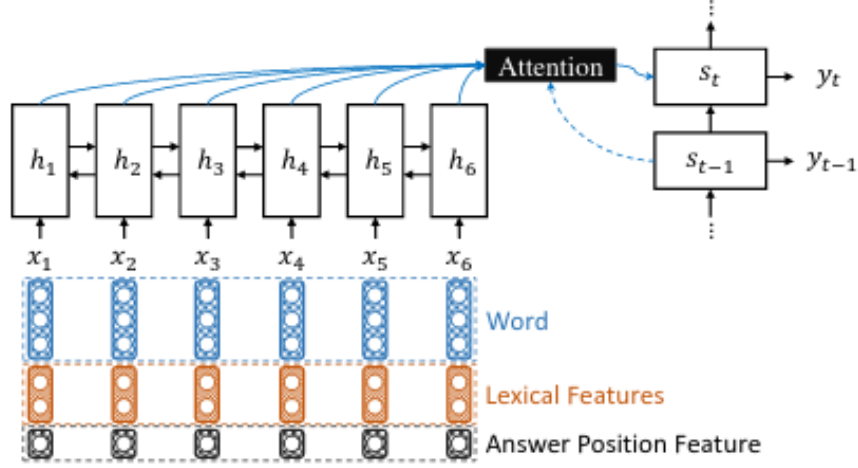 Attention
s_t
y_t
h_1 h_2 h_3 h_4 h_5 h_6
s_{t-1}
y_{t-1}
x_1 x_2 x_3 x_4 x_5 x_6
Word
Lexical Features
Answer Position Feature